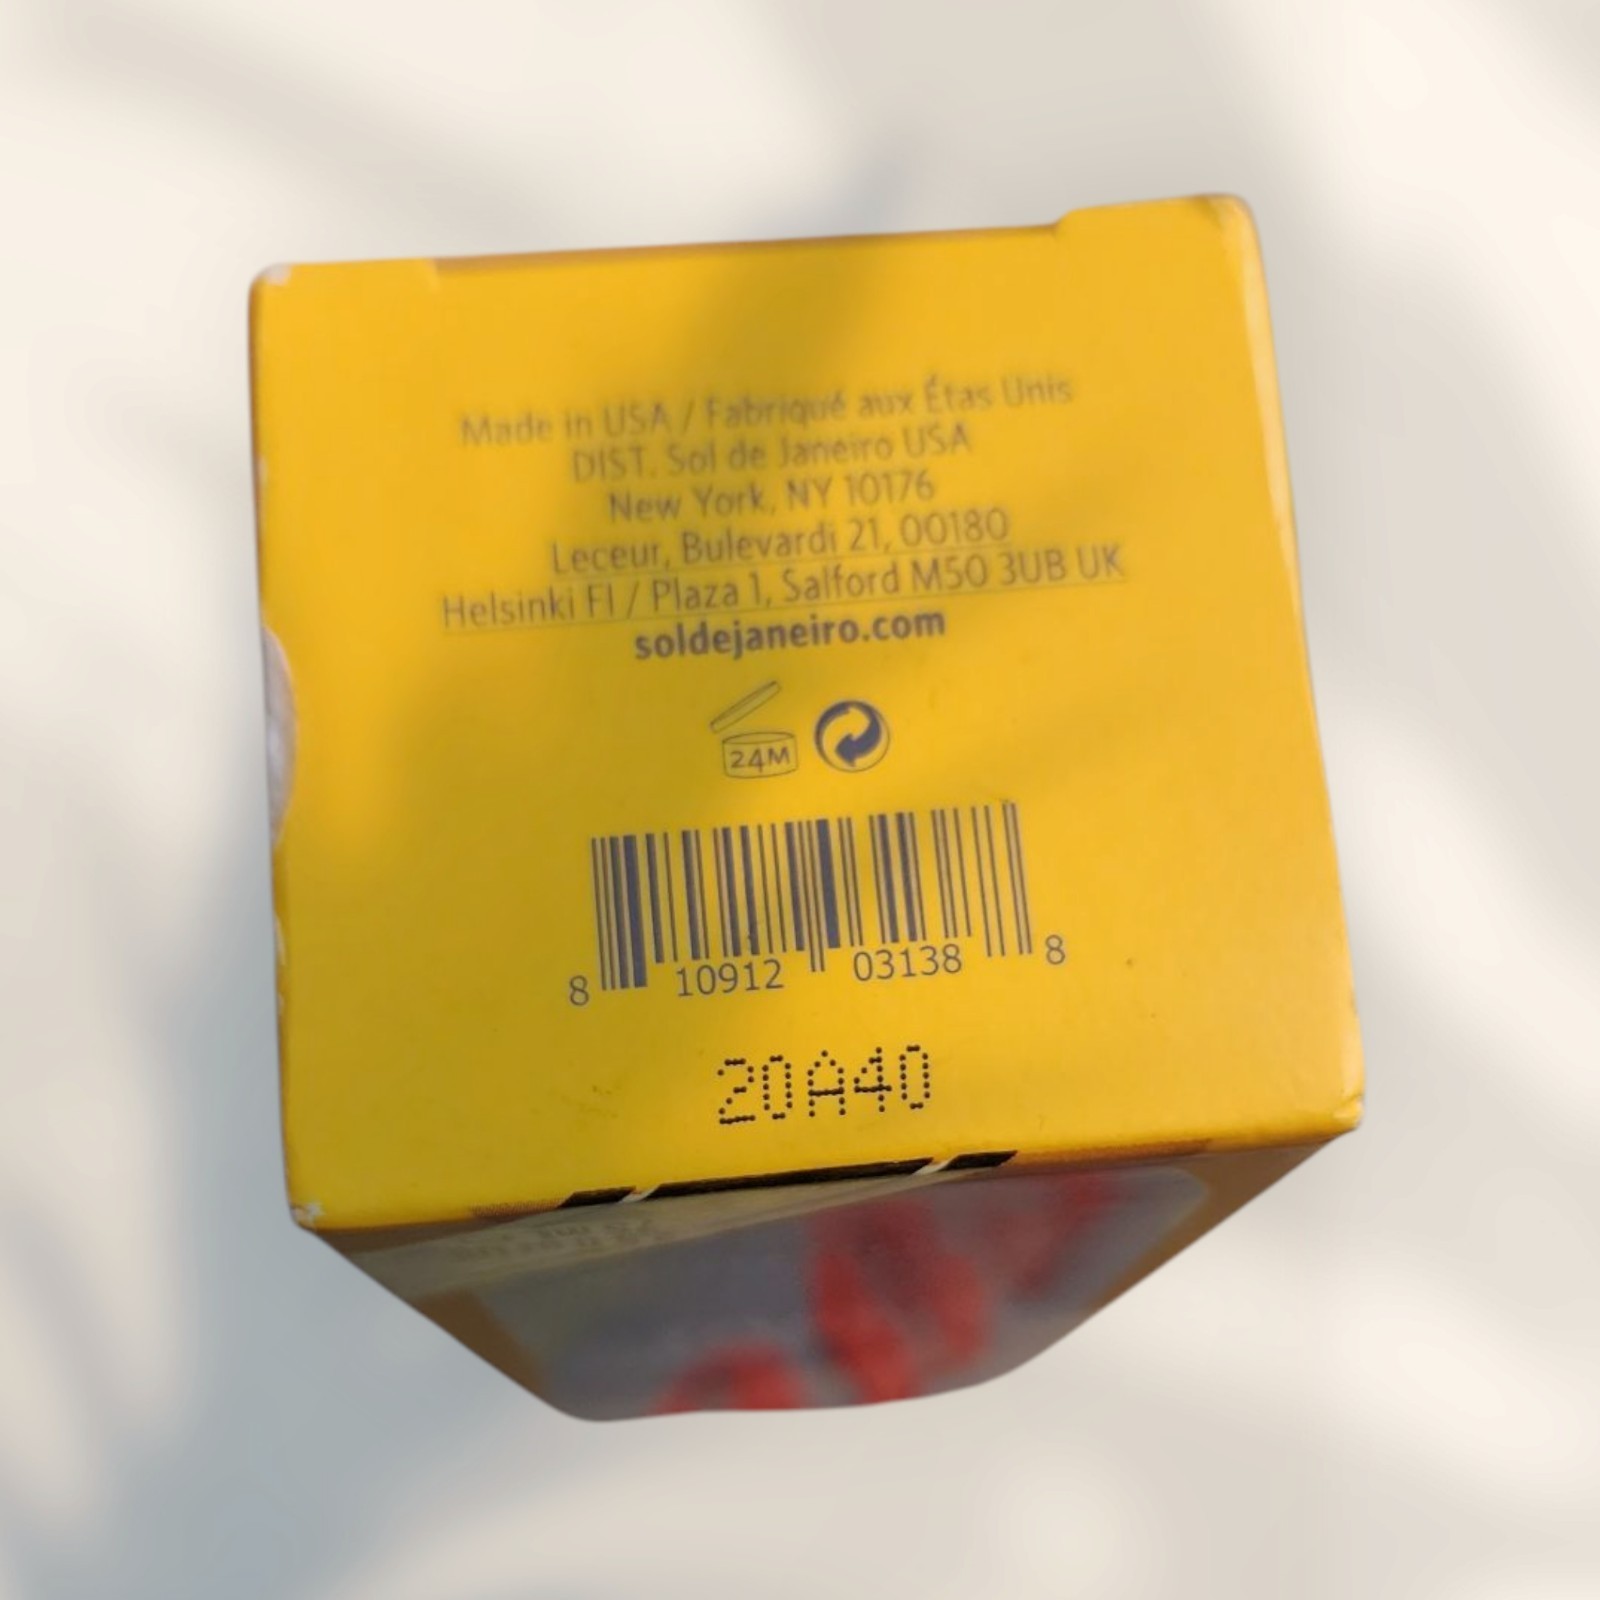 Made in USA / Fabriqué aux Étas Unis
DIST. Sol de Janeiro USA
New York, NY 10176
Leceur, Bulevardi 21, 00180
Helsinki FI / Plaza 1, Salford M50 3UB UK
soldejaneiro.com
24M
8 10912 03138 8
20A40